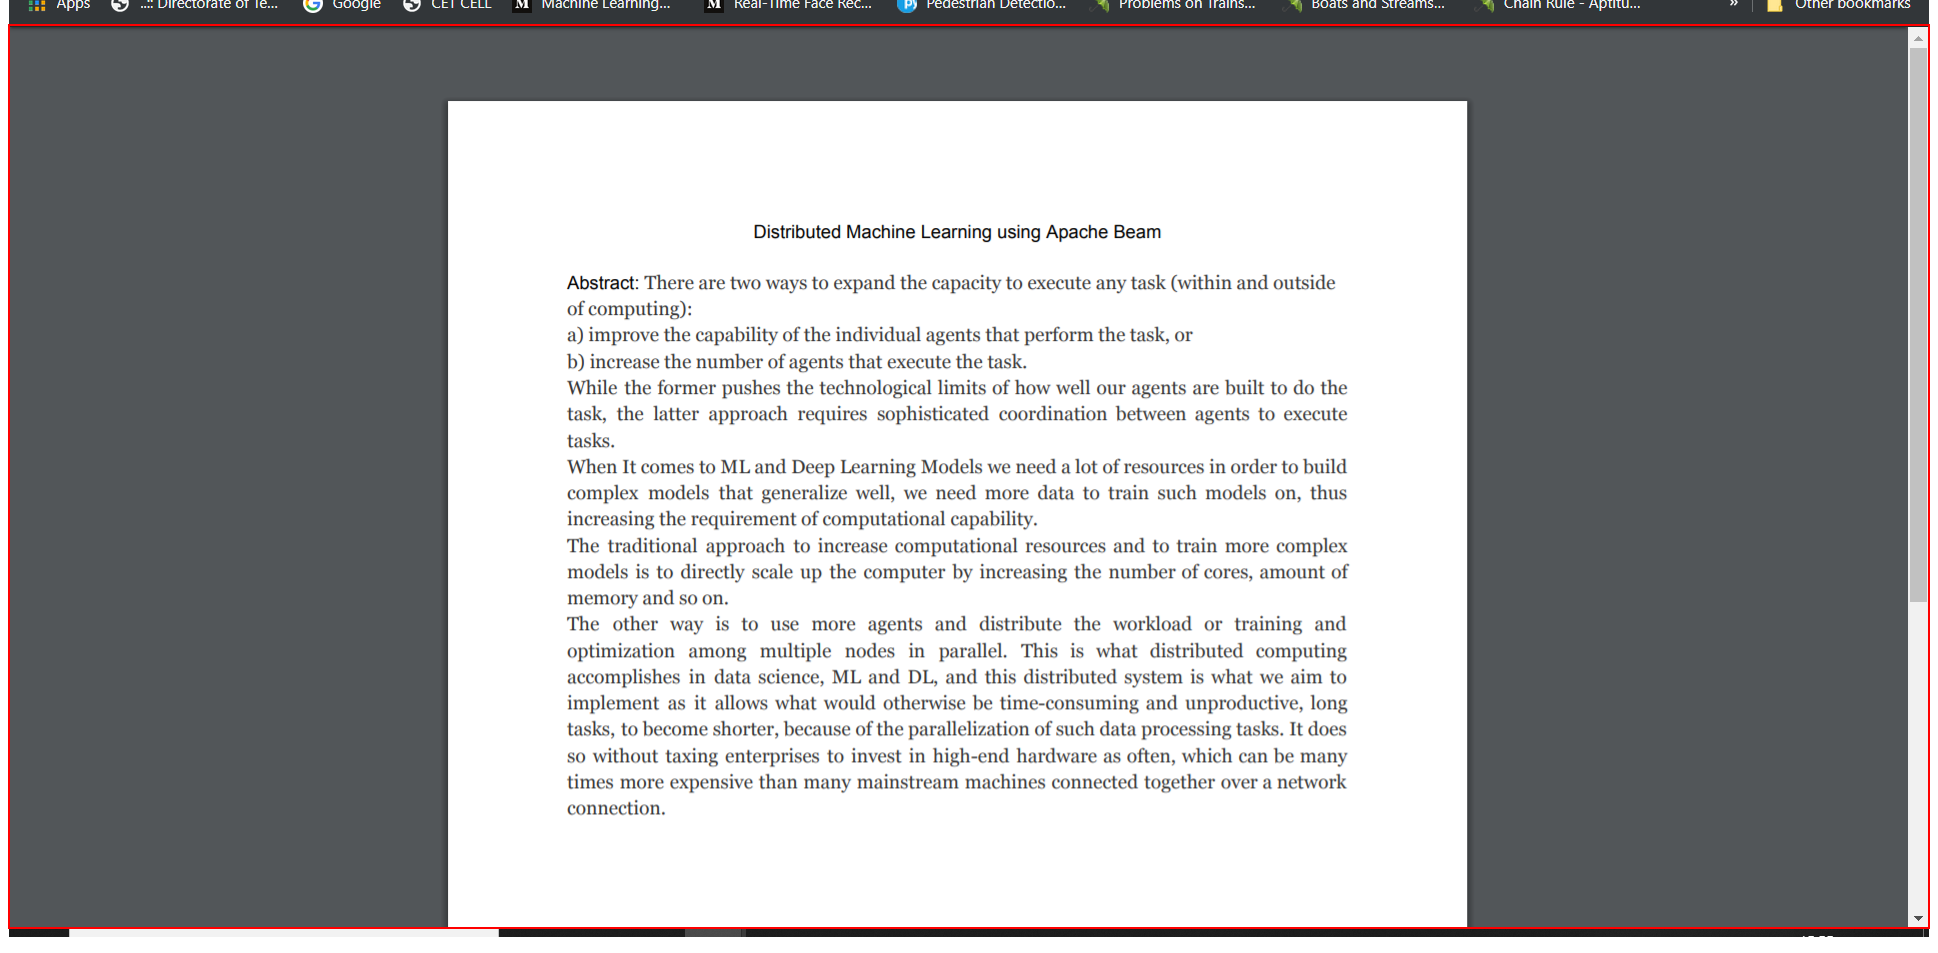 Apps ..:: Directorate of Te... Google CET CELL Machine Learning... Real-Time Face Rec... Pedestrian Detectio... Problems on Trains... Boats and Streams... Chain Rule - Aptitu... » Other bookmarks
Distributed Machine Learning using Apache Beam
Abstract: There are two ways to expand the capacity to execute any task (within and outside
of computing):
a) improve the capability of the individual agents that perform the task, or
b) increase the number of agents that execute the task.
While the former pushes the technological limits of how well our agents are built to do the
task, the latter approach requires sophisticated coordination between agents to execute
tasks.
When It comes to ML and Deep Learning Models we need a lot of resources in order to build
complex models that generalize well, we need more data to train such models on, thus
increasing the requirement of computational capability.
The traditional approach to increase computational resources and to train more complex
models is to directly scale up the computer by increasing the number of cores, amount of
memory and so on.
The other way is to use more agents and distribute the workload or training and
optimization among multiple nodes in parallel. This is what distributed computing
accomplishes in data science, ML and DL, and this distributed system is what we aim to
implement as it allows what would otherwise be time-consuming and unproductive, long
tasks, to become shorter, because of the parallelization of such data processing tasks. It does
so without taxing enterprises to invest in high-end hardware as often, which can be many
times more expensive than many mainstream machines connected together over a network
connection.